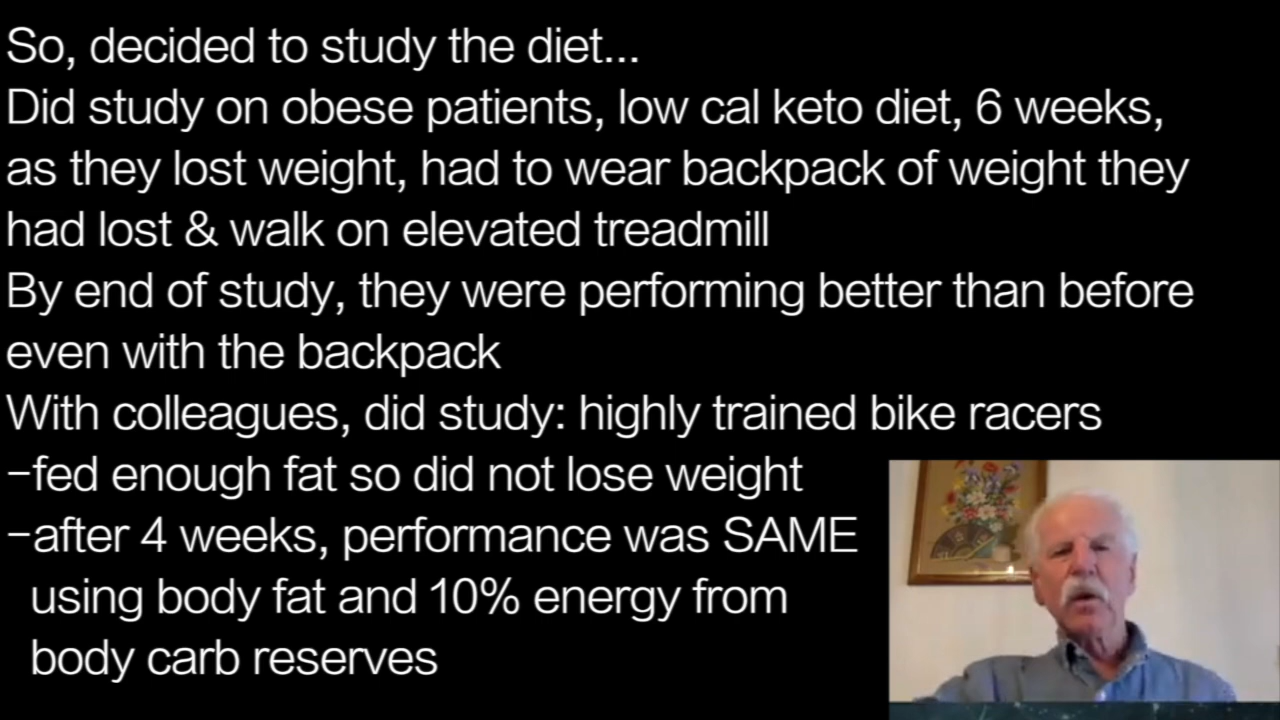 So, decided to study the diet...
Did study on obese patients, low cal keto diet, 6 weeks,
as they lost weight, had to wear backpack of weight they
had lost & walk on elevated treadmill
By end of study, they were performing better than before
even with the backpack
With colleagues, did study: highly trained bike racers
−fed enough fat so did not lose weight
−after 4 weeks, performance was SAME
using body fat and 10% energy from
body carb reserves